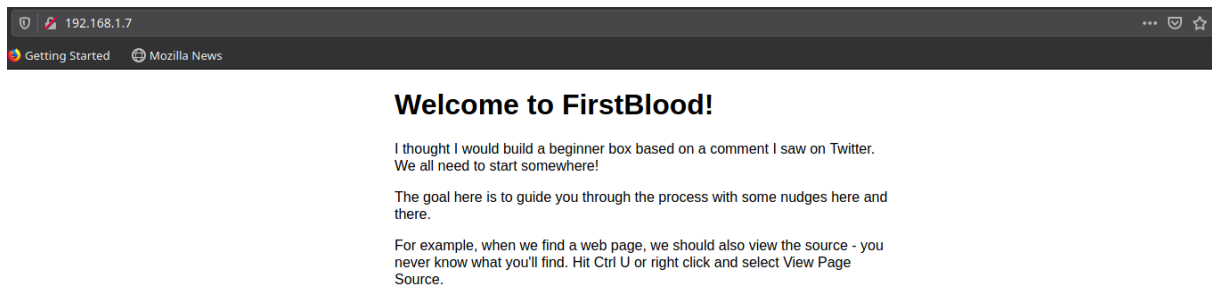 192.168.1.7
Getting Started Mozilla News
Welcome to FirstBlood!
I thought I would build a beginner box based on a comment I saw on Twitter.
We all need to start somewhere!
The goal here is to guide you through the process with some nudges here and
there.
For example, when we find a web page, we should also view the source - you
never know what you'll find. Hit Ctrl U or right click and select View Page
Source.